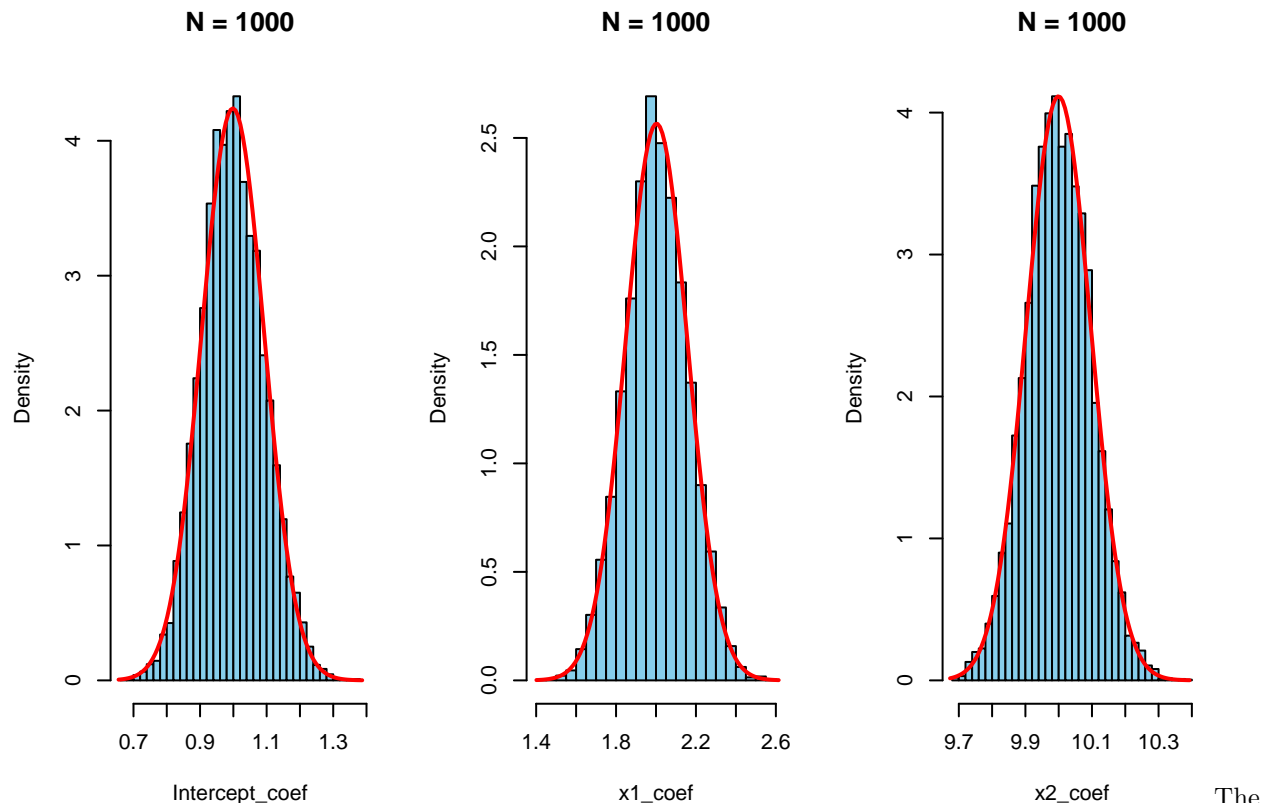 N = 1000
Density
0 1 2 3 4
0.7 0.9 1.1 1.3
Intercept_coef
N = 1000
Density
0.0 0.5 1.0 1.5 2.0 2.5
1.4 1.8 2.2 2.6
x1_coef
N = 1000
Density
0 1 2 3 4
9.7 9.9 10.1 10.3
x2_coef
The